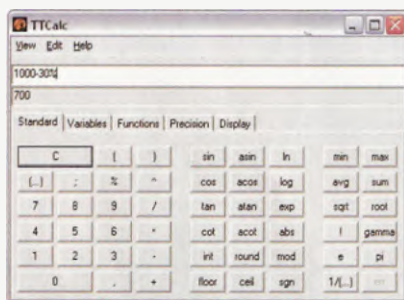 TTCalc
View Edit Help
1000-30%
700
Standard Variables Functions Precision Display
C ( ) sin asin ln min max
(...) ; % ^ cos acos log avg sum
7 8 9 / tan atan exp sqrt root
4 5 6 * cot acot abs ! gamma
1 2 3 - int round mod e pi
0 . + floor ceil sgn 1/(...)